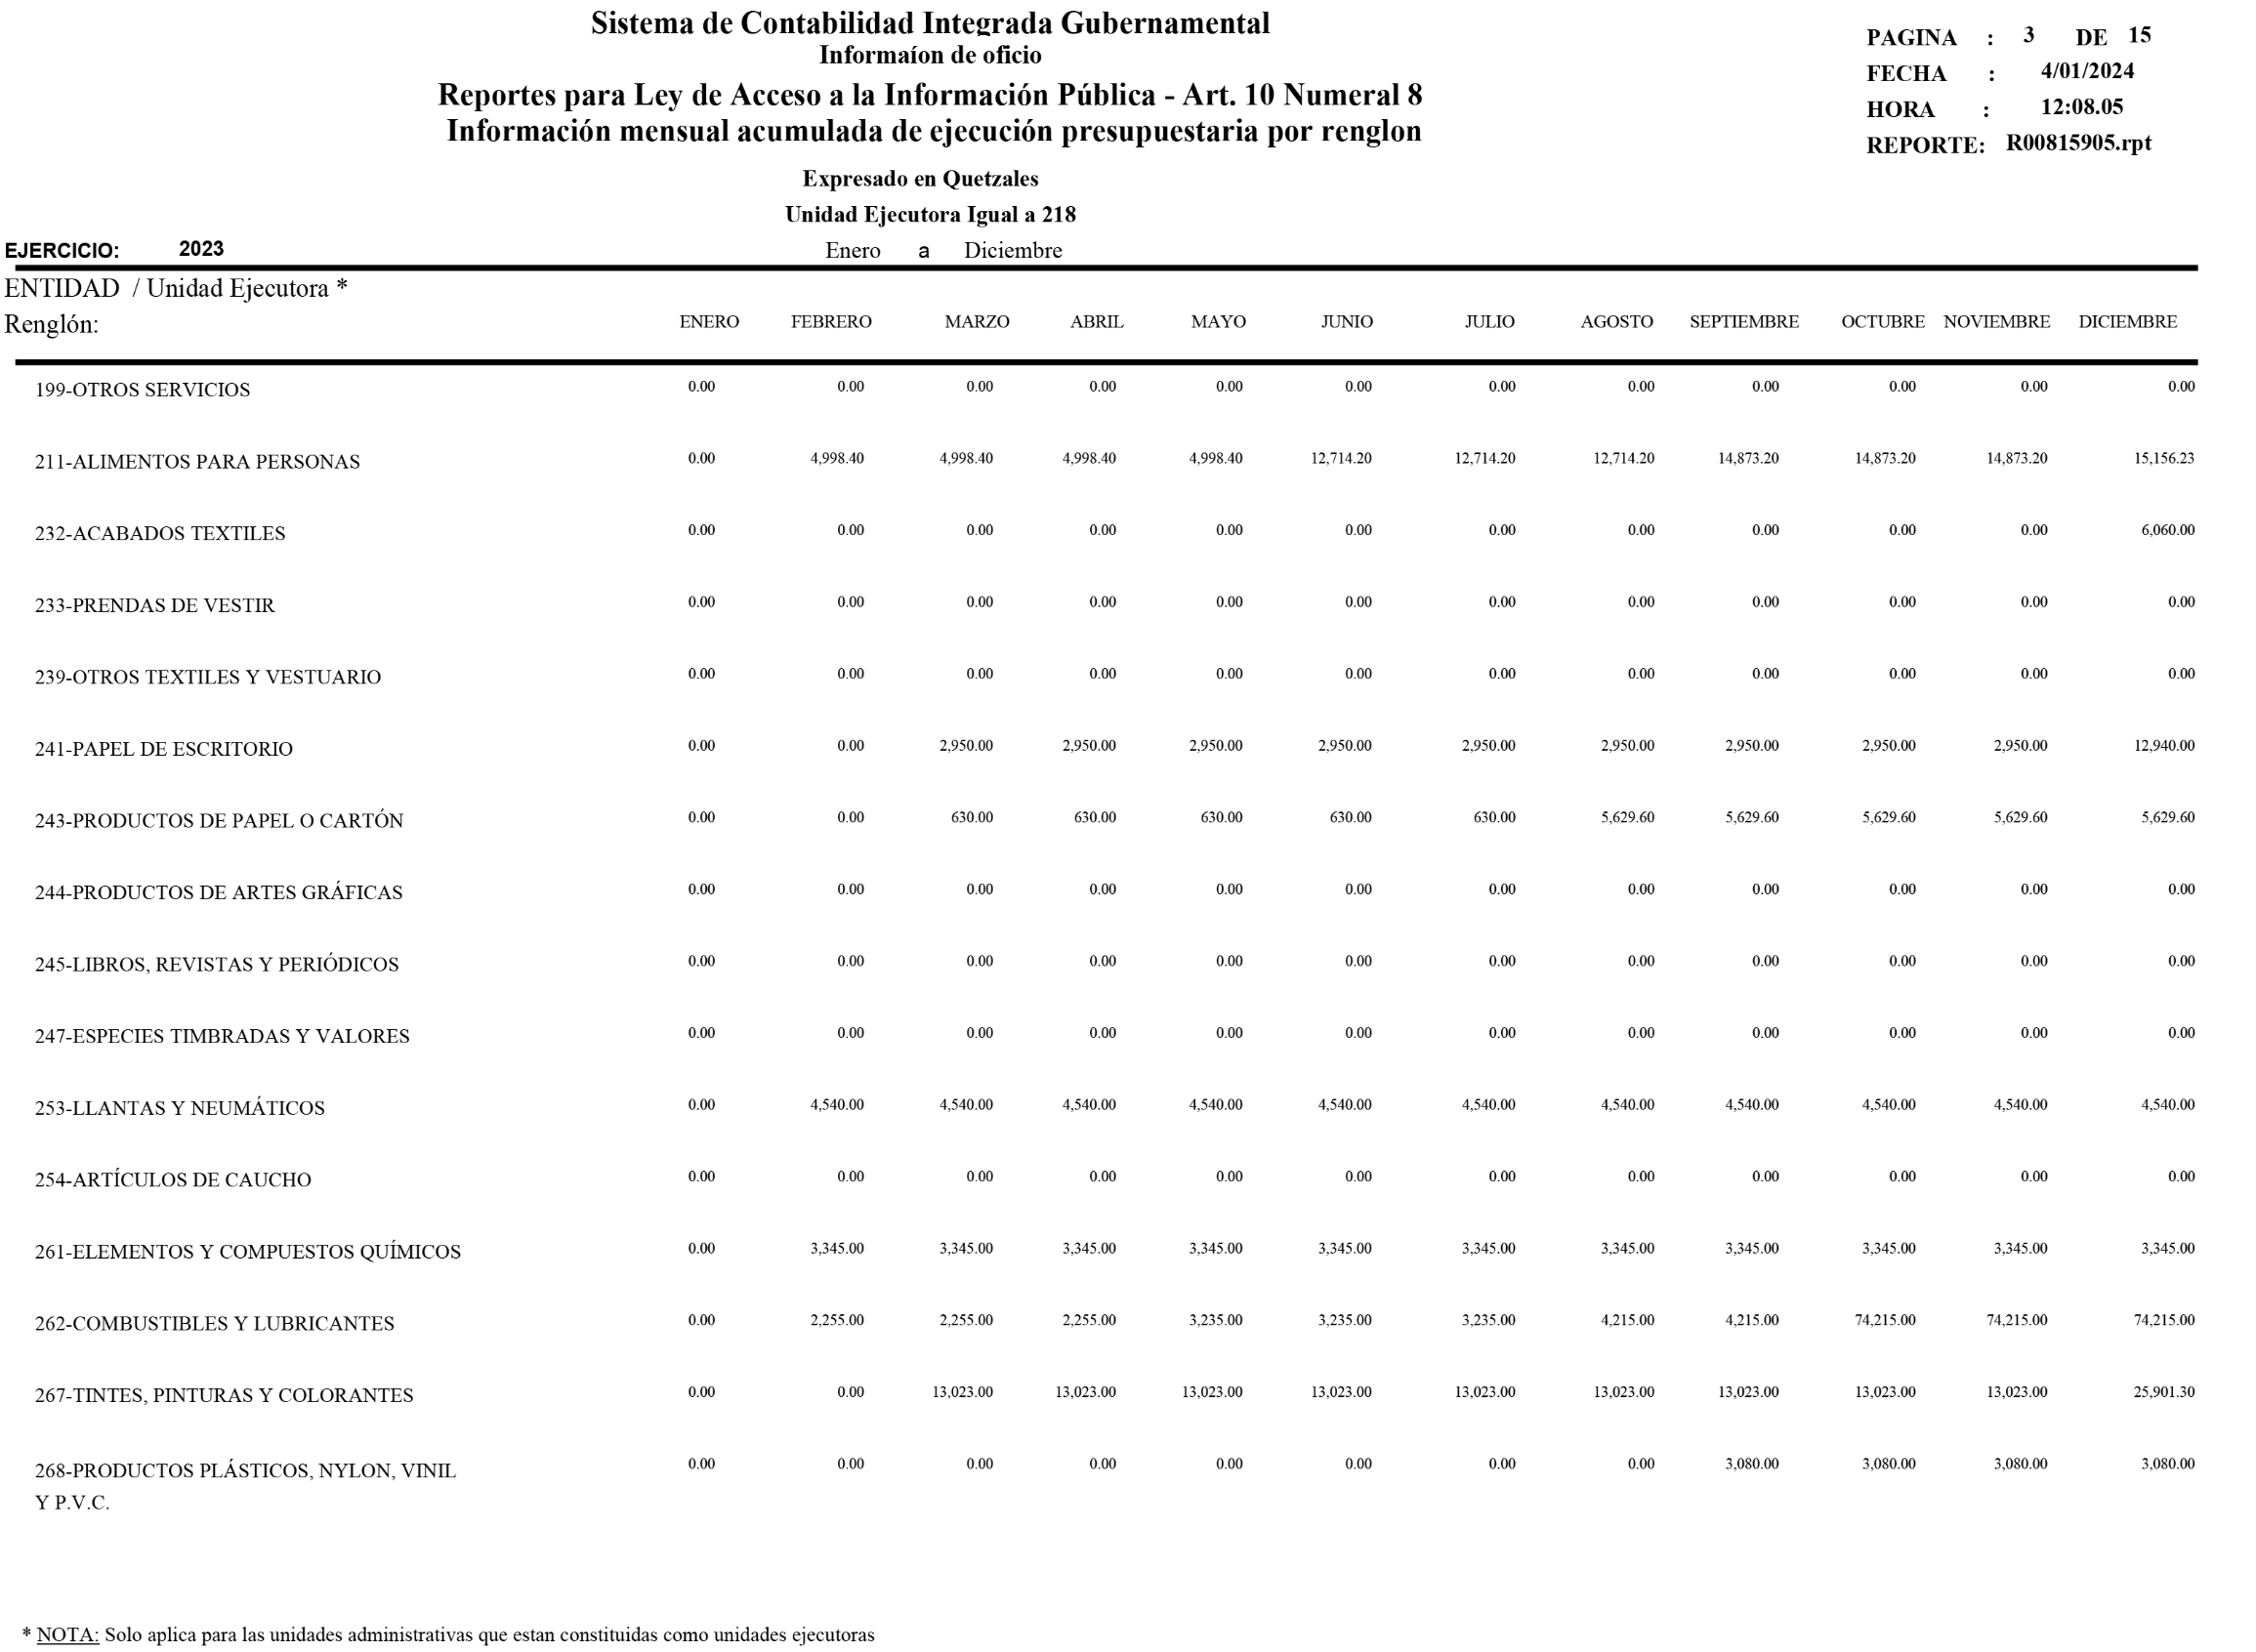 Sistema de Contabilidad Integrada Gubernamental
Informaíon de oficio
Reportes para Ley de Acceso a la Información Pública - Art. 10 Numeral 8
Información mensual acumulada de ejecución presupuestaria por renglon
Expresado en Quetzales
Unidad Ejecutora Igual a 218
PAGINA : 3 DE 15
FECHA : 4/01/2024
HORA : 12:08.05
REPORTE: R00815905.rpt
EJERCICIO: 2023 Enero a Diciembre
ENTIDAD / Unidad Ejecutora *
Renglón: ENERO FEBRERO MARZO ABRIL MAYO JUNIO JULIO AGOSTO SEPTIEMBRE OCTUBRE NOVIEMBRE DICIEMBRE
199-OTROS SERVICIOS 0.00 0.00 0.00 0.00 0.00 0.00 0.00 0.00 0.00 0.00 0.00 0.00
211-ALIMENTOS PARA PERSONAS 0.00 4,998.40 4,998.40 4,998.40 4,998.40 12,714.20 12,714.20 12,714.20 14,873.20 14,873.20 14,873.20 15,156.23
232-ACABADOS TEXTILES 0.00 0.00 0.00 0.00 0.00 0.00 0.00 0.00 0.00 0.00 0.00 6,060.00
233-PRENDAS DE VESTIR 0.00 0.00 0.00 0.00 0.00 0.00 0.00 0.00 0.00 0.00 0.00 0.00
239-OTROS TEXTILES Y VESTUARIO 0.00 0.00 0.00 0.00 0.00 0.00 0.00 0.00 0.00 0.00 0.00 0.00
241-PAPEL DE ESCRITORIO 0.00 0.00 2,950.00 2,950.00 2,950.00 2,950.00 2,950.00 2,950.00 2,950.00 2,950.00 2,950.00 12,940.00
243-PRODUCTOS DE PAPEL O CARTÓN 0.00 0.00 630.00 630.00 630.00 630.00 630.00 5,629.60 5,629.60 5,629.60 5,629.60 5,629.60
244-PRODUCTOS DE ARTES GRÁFICAS 0.00 0.00 0.00 0.00 0.00 0.00 0.00 0.00 0.00 0.00 0.00 0.00
245-LIBROS, REVISTAS Y PERIÓDICOS 0.00 0.00 0.00 0.00 0.00 0.00 0.00 0.00 0.00 0.00 0.00 0.00
247-ESPECIES TIMBRADAS Y VALORES 0.00 0.00 0.00 0.00 0.00 0.00 0.00 0.00 0.00 0.00 0.00 0.00
253-LLANTAS Y NEUMÁTICOS 0.00 4,540.00 4,540.00 4,540.00 4,540.00 4,540.00 4,540.00 4,540.00 4,540.00 4,540.00 4,540.00 4,540.00
254-ARTÍCULOS DE CAUCHO 0.00 0.00 0.00 0.00 0.00 0.00 0.00 0.00 0.00 0.00 0.00 0.00
261-ELEMENTOS Y COMPUESTOS QUÍMICOS 0.00 3,345.00 3,345.00 3,345.00 3,345.00 3,345.00 3,345.00 3,345.00 3,345.00 3,345.00 3,345.00 3,345.00
262-COMBUSTIBLES Y LUBRICANTES 0.00 2,255.00 2,255.00 2,255.00 3,235.00 3,235.00 3,235.00 4,215.00 4,215.00 74,215.00 74,215.00 74,215.00
267-TINTES, PINTURAS Y COLORANTES 0.00 0.00 13,023.00 13,023.00 13,023.00 13,023.00 13,023.00 13,023.00 13,023.00 13,023.00 13,023.00 25,901.30
268-PRODUCTOS PLÁSTICOS, NYLON, VINIL 0.00 0.00 0.00 0.00 0.00 0.00 0.00 0.00 3,080.00 3,080.00 3,080.00 3,080.00
Y P.V.C.
* NOTA: Solo aplica para las unidades administrativas que estan constituidas como unidades ejecutoras